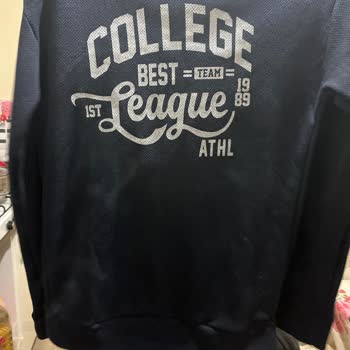 COLLEGE
BEST = TEAM =
1ST League 19
89
ATHL